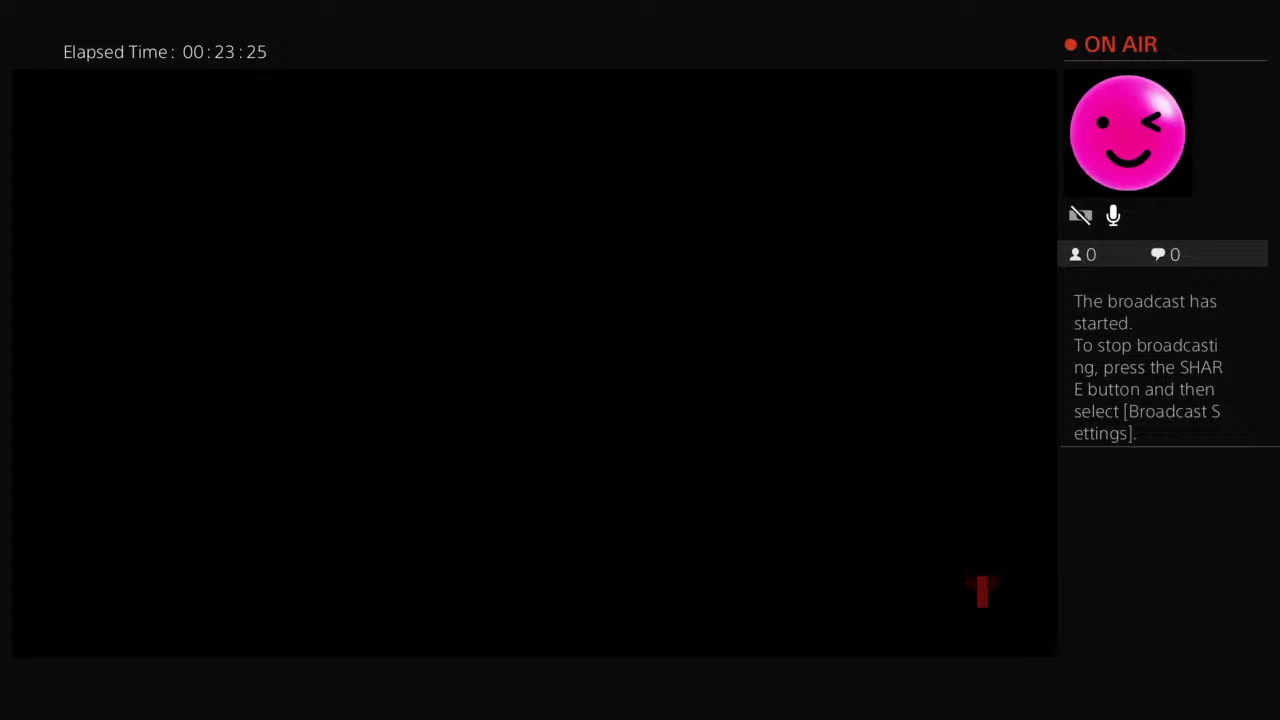 Elapsed Time: 00:23:25
ON AIR
0 0
The broadcast has
started.
To stop broadcasti
ng, press the SHAR
E button and then
select [Broadcast S
ettings].